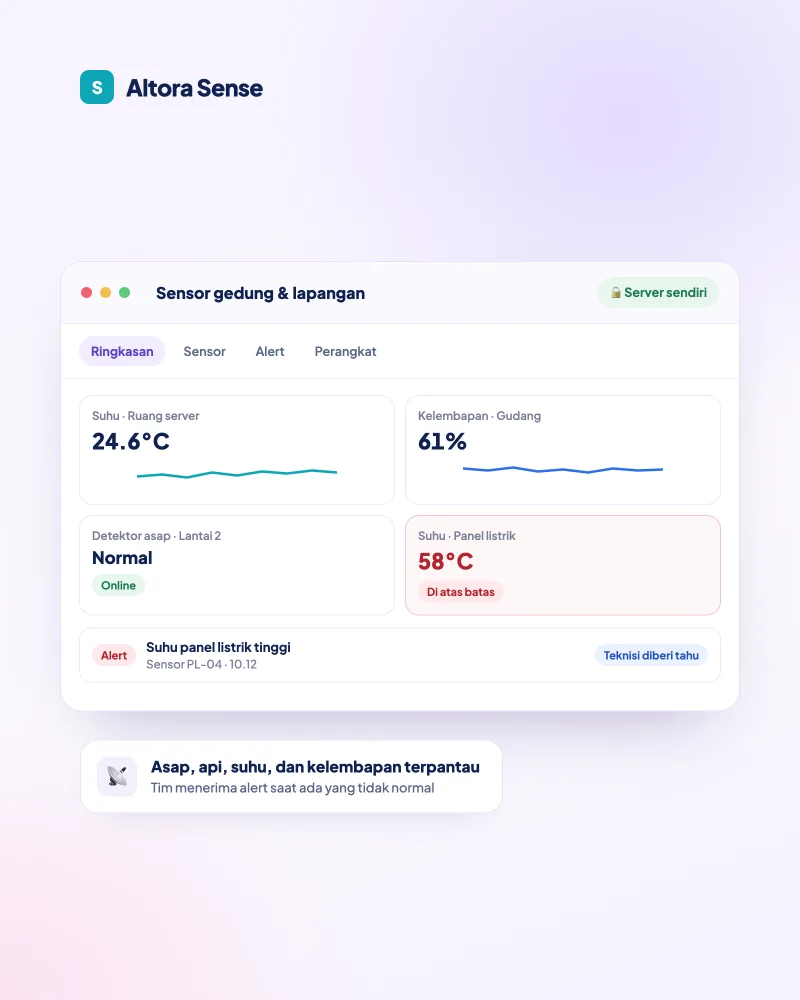 S
Altora Sense
Sensor gedung & lapangan
Server sendiri
Ringkasan
Sensor
Alert
Perangkat
Suhu · Ruang server
24.6°C
Kelembapan · Gudang
61%
Detektor asap · Lantai 2
Normal
Online
Suhu · Panel listrik
58°C
Di atas batas
Alert
Suhu panel listrik tinggi
Sensor PL-04 · 10.12
Teknisi diberi tahu
Asap, api, suhu, dan kelembapan terpantau
Tim menerima alert saat ada yang tidak normal